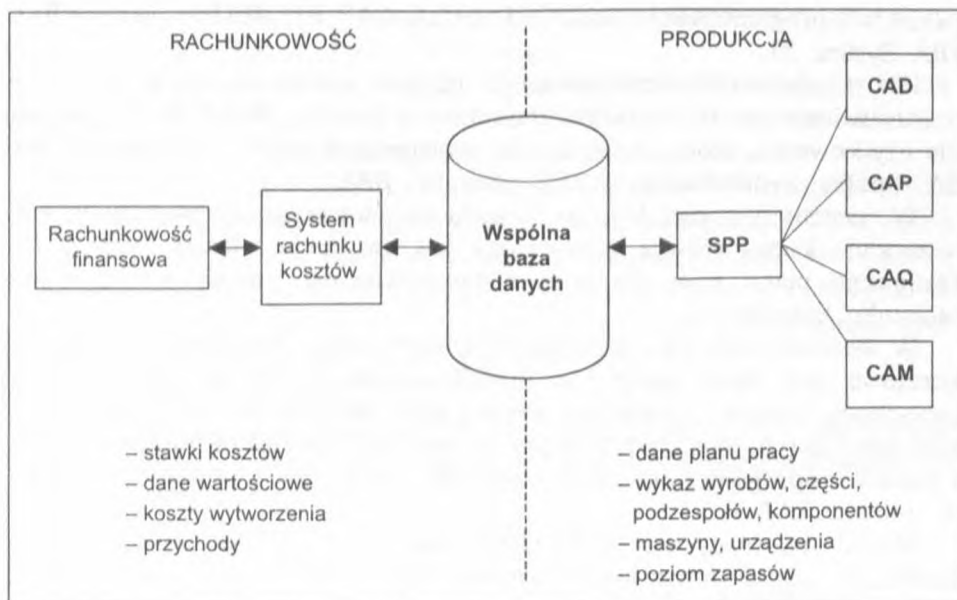 RACHUNKOWOŚĆ
PRODUKCJA
Rachunkowość
finansowa
System
rachunku
kosztów
Wspólna
baza
danych
SPP
CAD
CAP
CAQ
CAM
– stawki kosztów
– dane wartościowe
– koszty wytworzenia
– przychody
– dane planu pracy
– wykaz wyrobów, części,
podzespołów, komponentów
– maszyny, urządzenia
– poziom zapasów